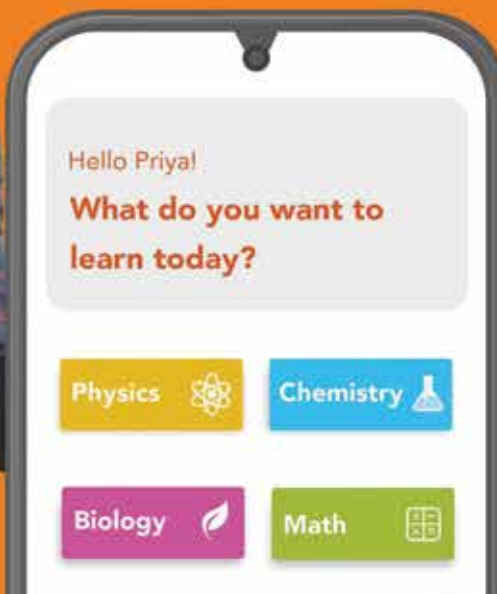 Hello Priya!
What do you want to
learn today?
Physics
Chemistry
Biology
Math